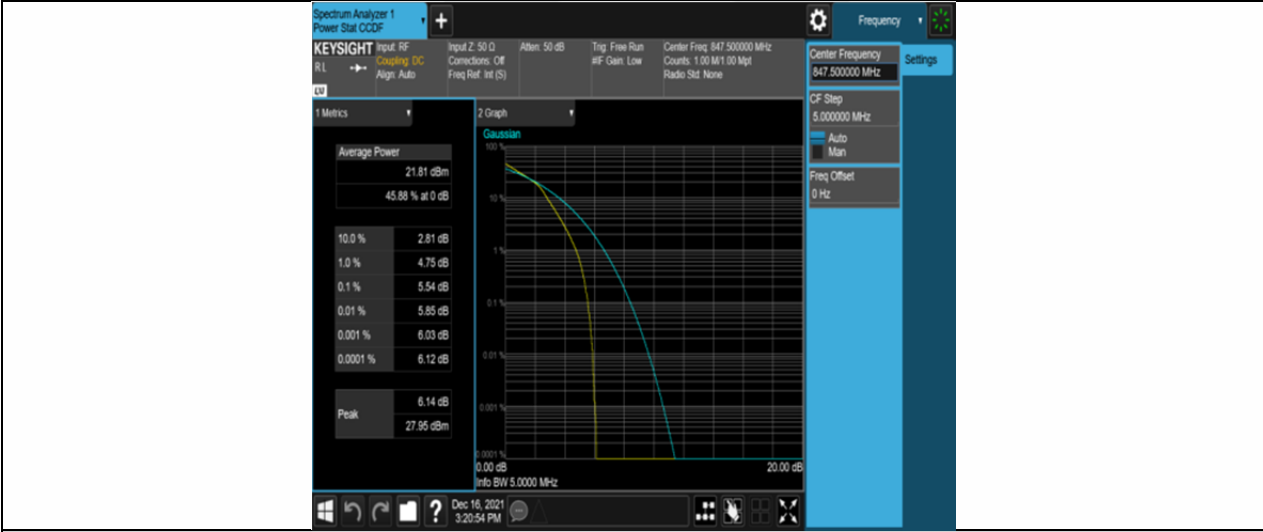 Spectrum Analyzer 1
Power Stat CCDF
+
Frequency
KEYSIGHT
Input: RF
Coupling: DC
Align: Auto
Input Z: 50 Ω
Corrections: Off
Freq Ref: Int (S)
Atten: 50 dB
Trig: Free Run
#IF Gain: Low
Center Freq: 847.500000 MHz
Counts: 1.00 M/1.00 Mpt
Radio Std: None
RL
LV
Center Frequency
847.500000 MHz
Settings
CF Step
5.000000 MHz
Auto
Man
Freq Offset
0 Hz
1 Metrics
Average Power
21.81 dBm
45.88 % at 0 dB
10.0 % 2.81 dB
1.0 % 4.75 dB
0.1 % 5.54 dB
0.01 % 5.85 dB
0.001 % 6.03 dB
0.0001 % 6.12 dB
Peak
6.14 dB
27.95 dBm
2 Graph
Gaussian
100 %
10 %
1 %
0.1 %
0.01 %
0.001 %
0.0001 %
0.00 dB 20.00 dB
Info BW 5.0000 MHz
?
Dec 16, 2021
3:20:54 PM